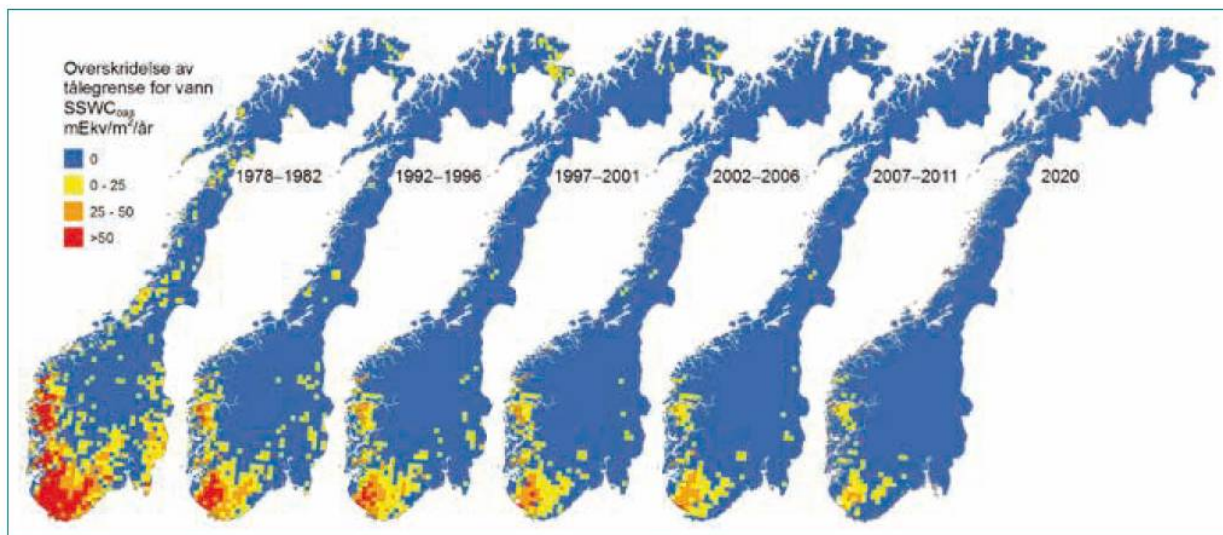 Overskridelse av
tålegrense for vann
SSWC_oaa
mEkv/m²/år
0
0 - 25
25 - 50
>50
1978–1982
1992–1996
1997–2001
2002–2006
2007–2011
2020